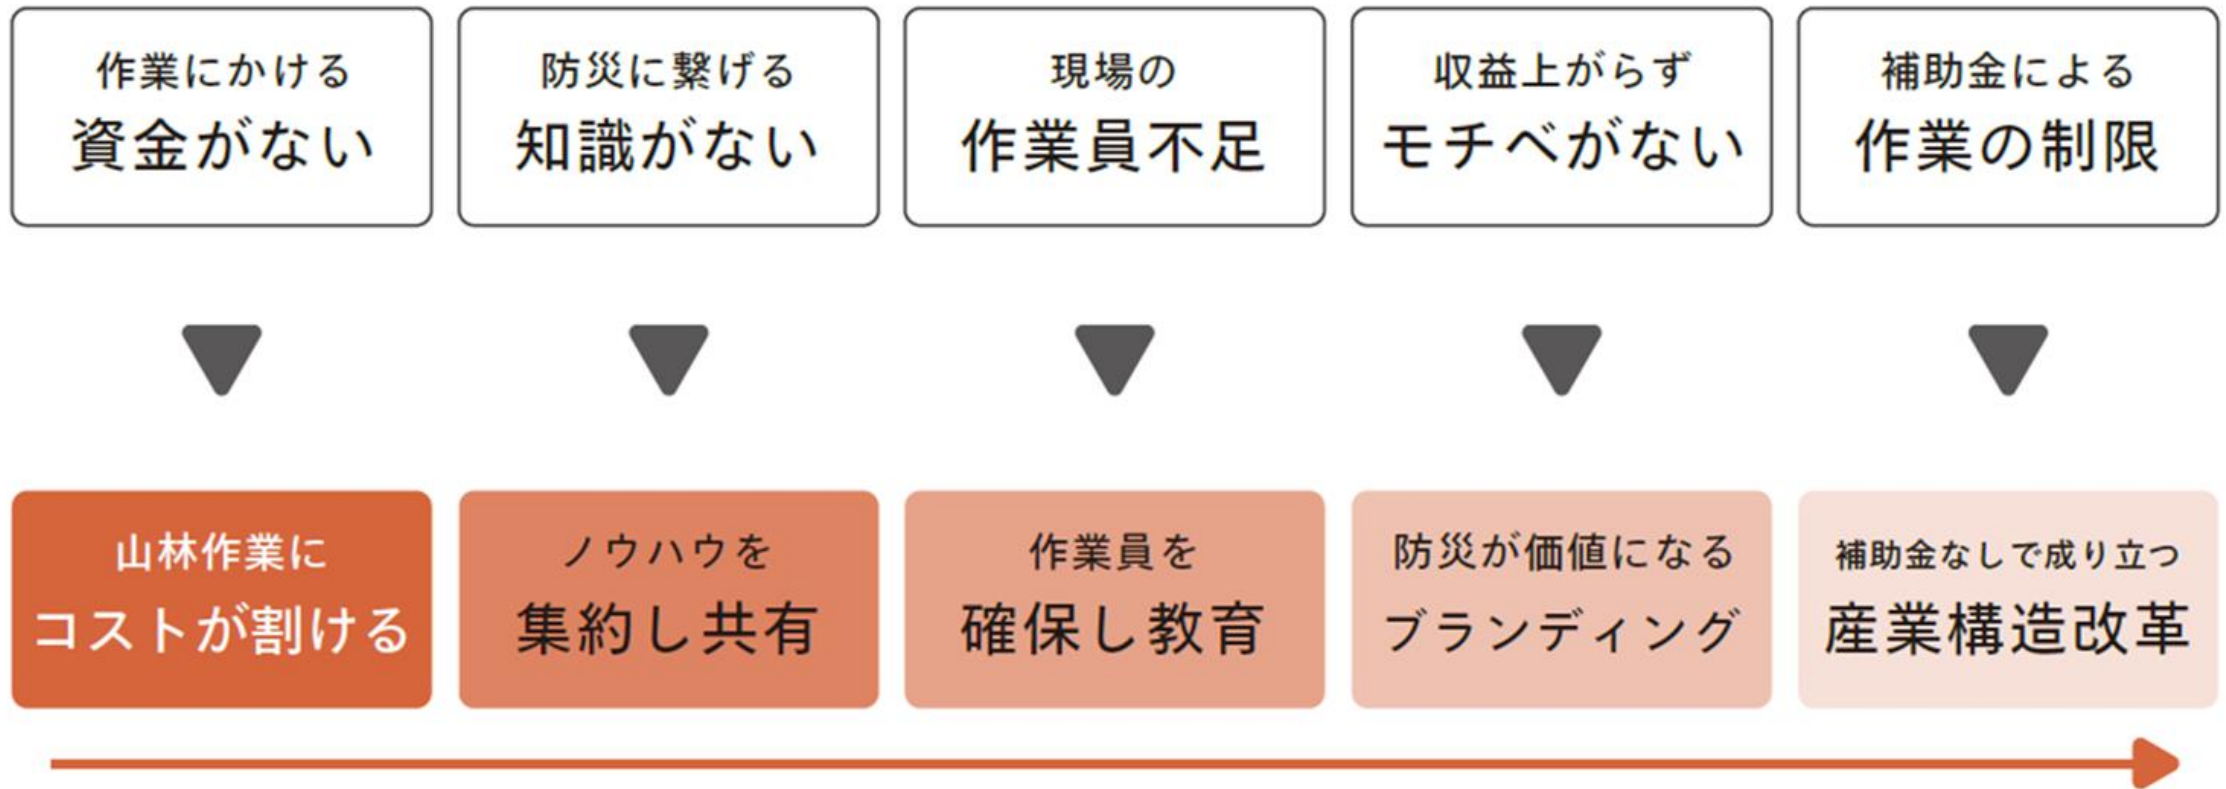 作業にかける
資金がない
防災に繋げる
知識がない
現場の
作業員不足
収益上がらず
モチベがない
補助金による
作業の制限
山林作業に
コストが割ける
ノウハウを
集約し共有
作業員を
確保し教育
防災が価値になる
ブランディング
補助金なしで成り立つ
産業構造改革